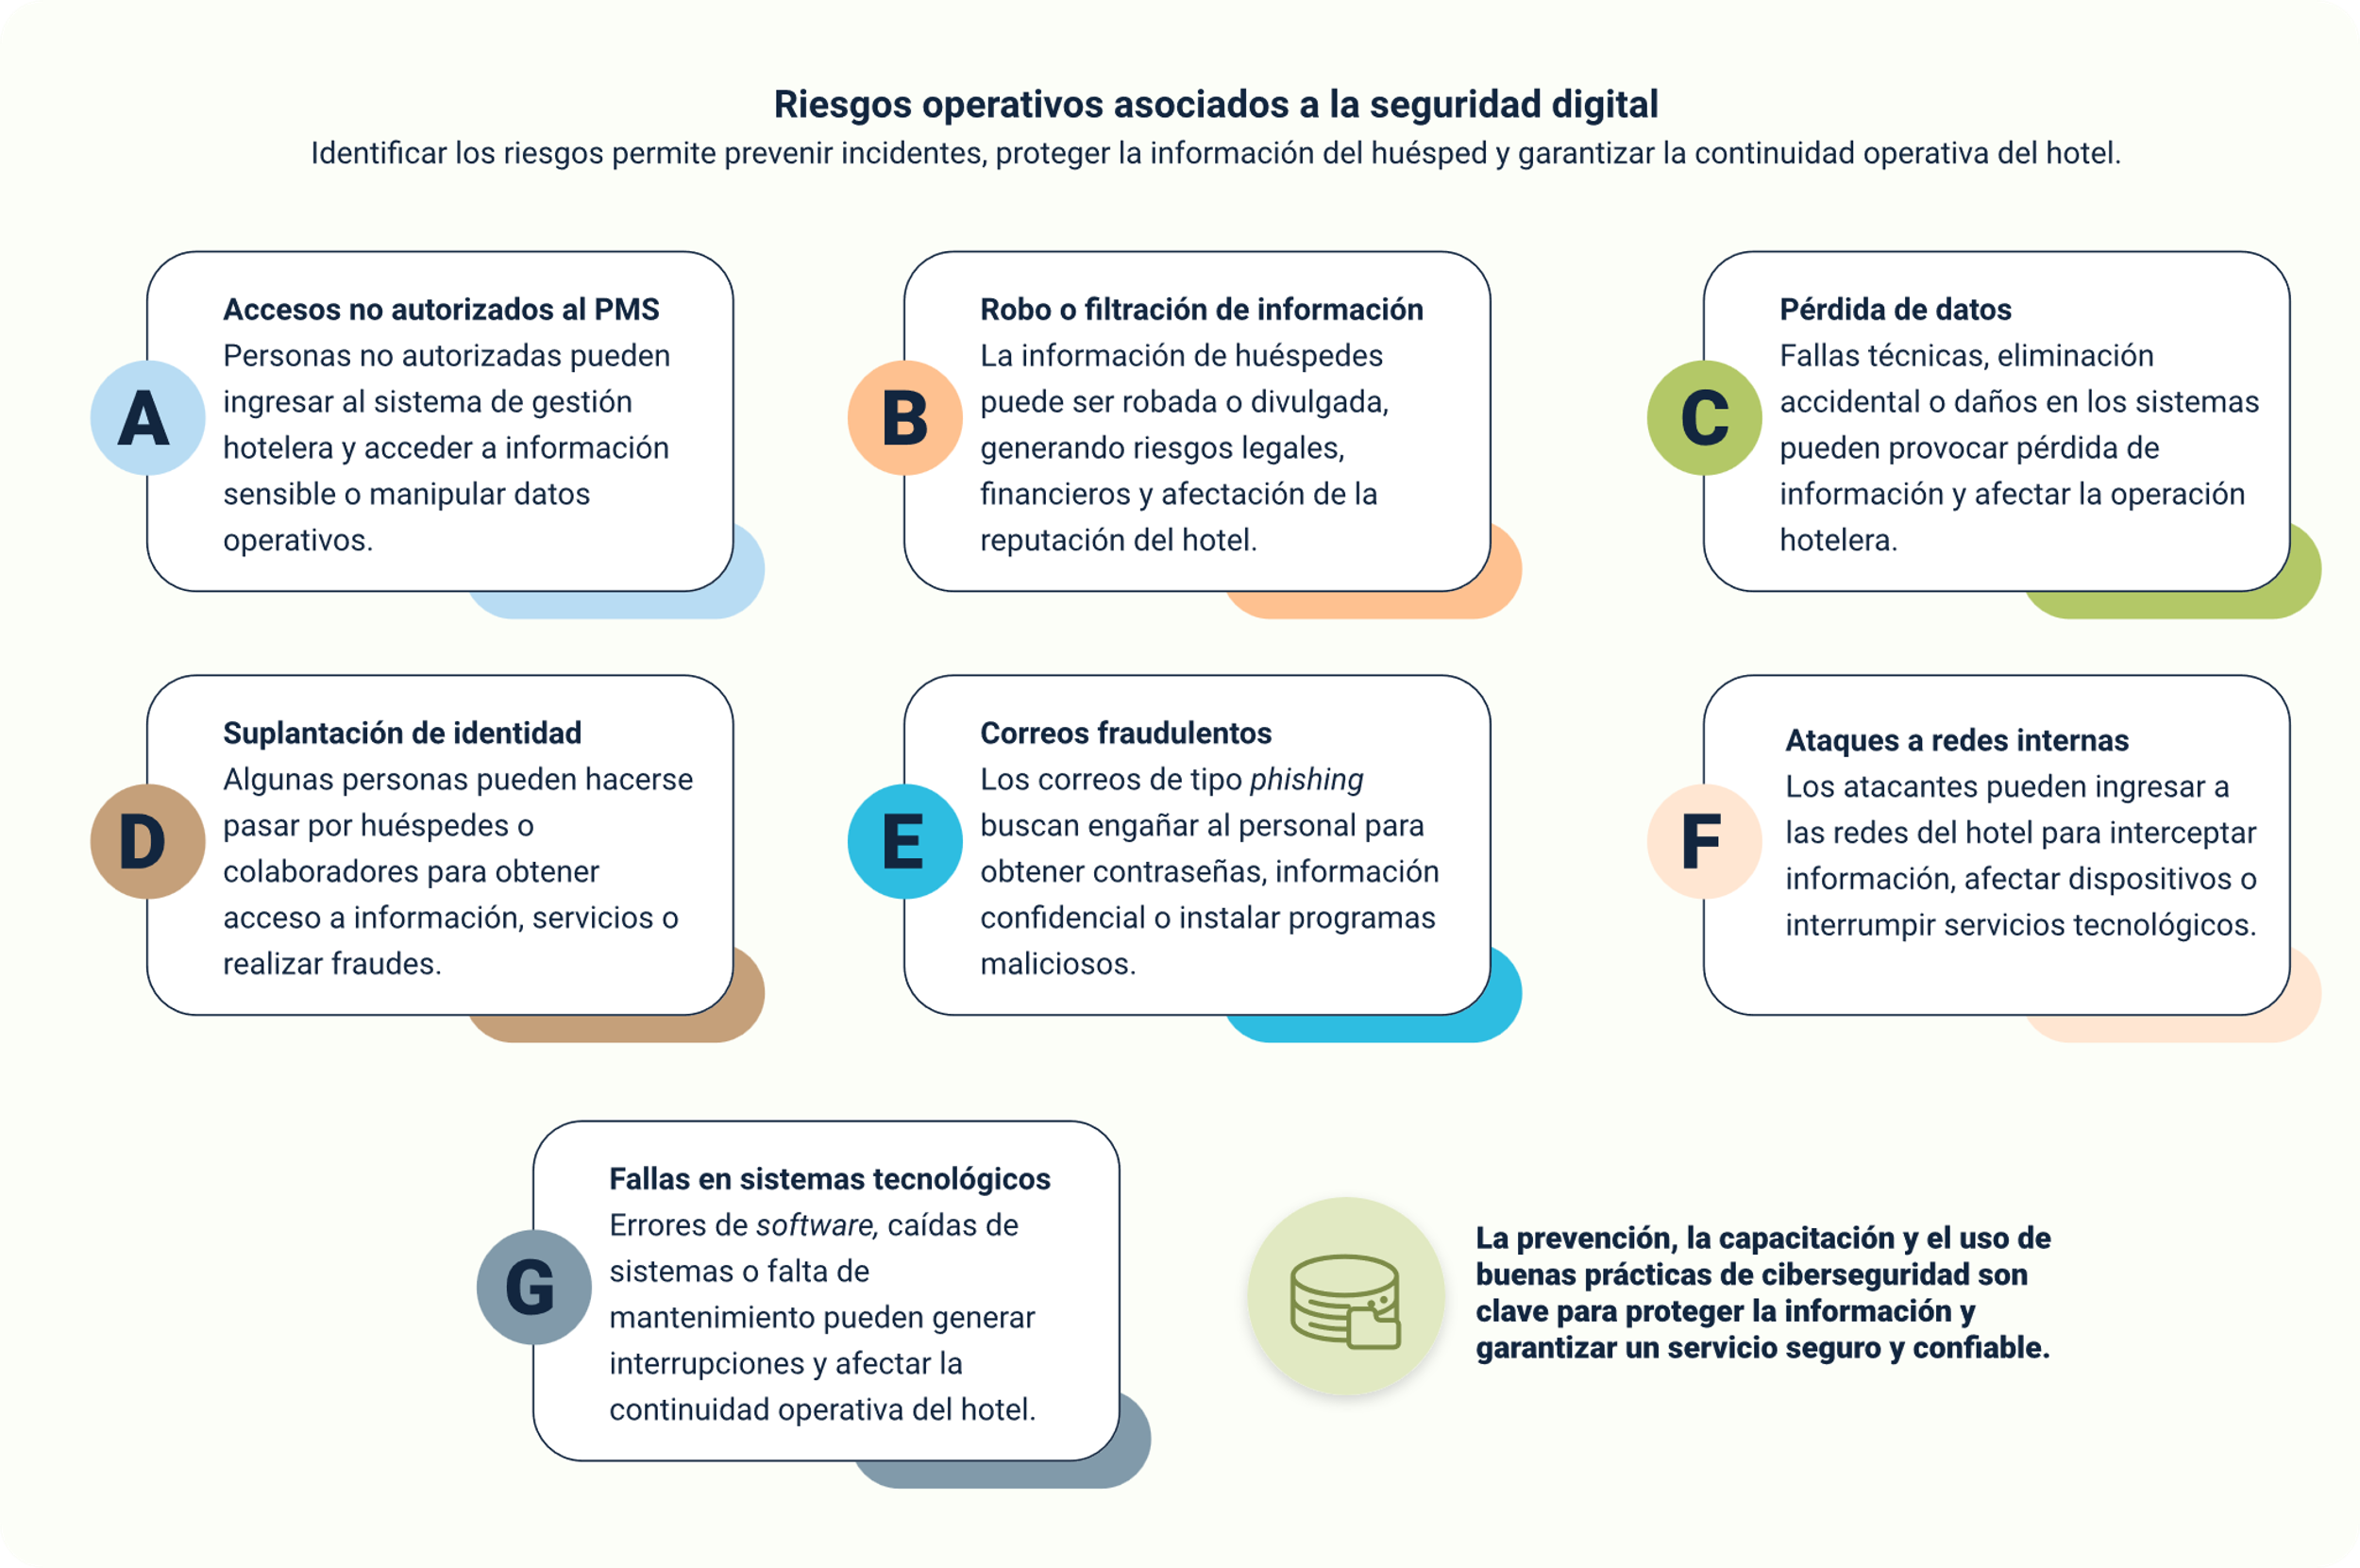 Riesgos operativos asociados a la seguridad digital
Identificar los riesgos permite prevenir incidentes, proteger la información del huésped y garantizar la continuidad operativa del hotel.
A
Accesos no autorizados al PMS
Personas no autorizadas pueden
ingresar al sistema de gestión
hotelera y acceder a información
sensible o manipular datos
operativos.
B
Robo o filtración de información
La información de huéspedes
puede ser robada o divulgada,
generando riesgos legales,
financieros y afectación de la
reputación del hotel.
C
Pérdida de datos
Fallas técnicas, eliminación
accidental o daños en los sistemas
pueden provocar pérdida de
información y afectar la operación
hotelera.
D
Suplantación de identidad
Algunas personas pueden hacerse
pasar por huéspedes o
colaboradores para obtener
acceso a información, servicios o
realizar fraudes.
E
Correos fraudulentos
Los correos de tipo phishing
buscan engañar al personal para
obtener contraseñas, información
confidencial o instalar programas
maliciosos.
F
Ataques a redes internas
Los atacantes pueden ingresar a
las redes del hotel para interceptar
información, afectar dispositivos o
interrumpir servicios tecnológicos.
G
Fallas en sistemas tecnológicos
Errores de software, caídas de
sistemas o falta de
mantenimiento pueden generar
interrupciones y afectar la
continuidad operativa del hotel.
La prevención, la capacitación y el uso de
buenas prácticas de ciberseguridad son
clave para proteger la información y
garantizar un servicio seguro y confiable.